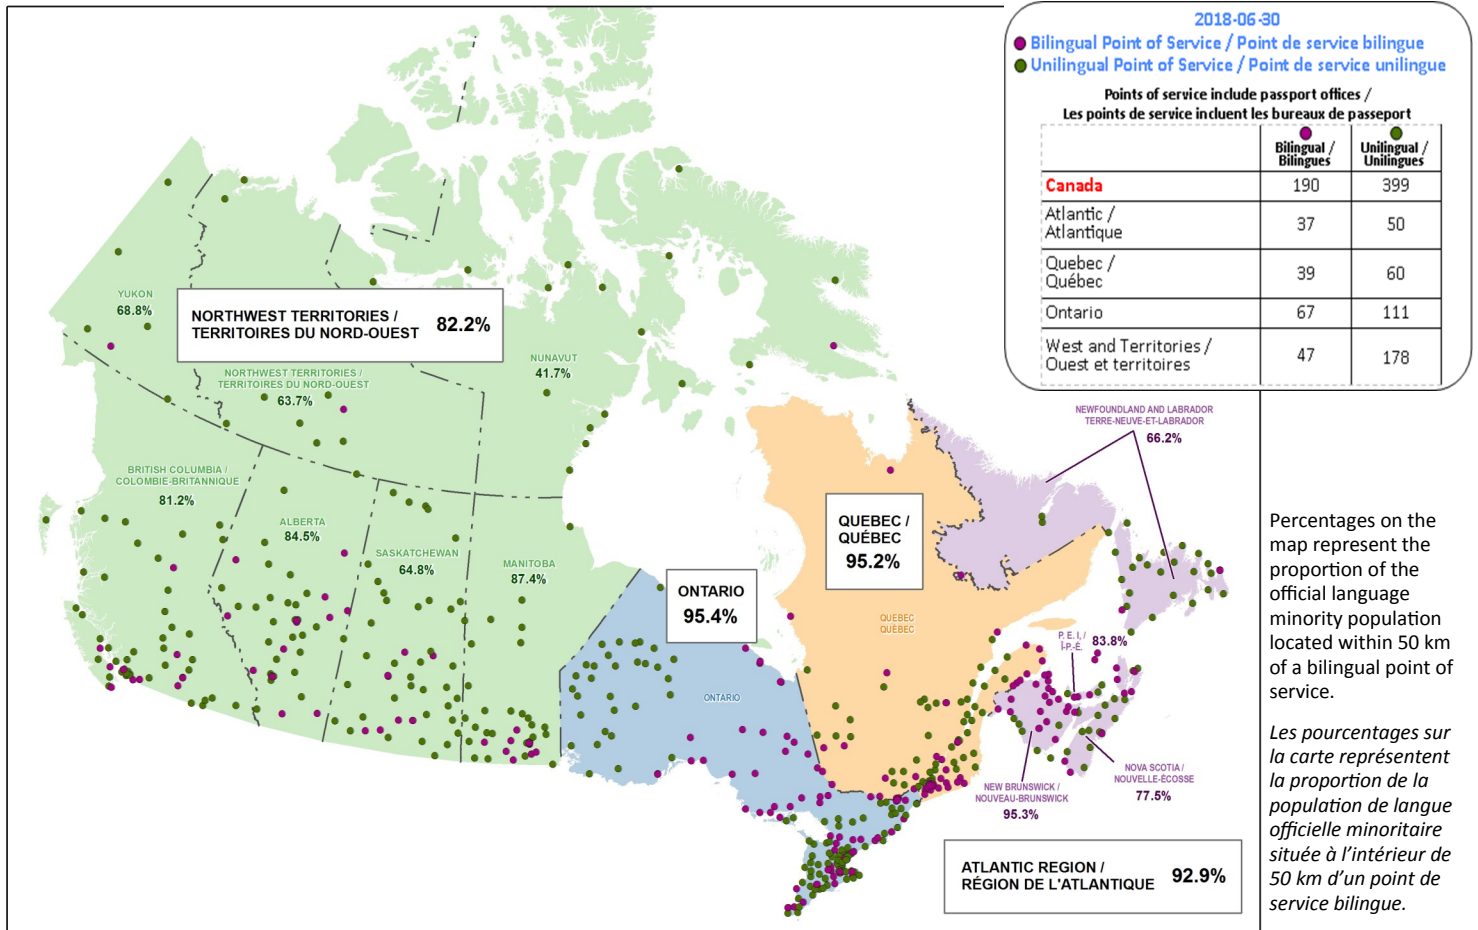 2018-06-30
Bilingual Point of Service / Point de service bilingue
Unilingual Point of Service / Point de service unilingue
Points of service include passport offices /
Les points de service incluent les bureaux de passeport
Bilingual / Unilingual /
Bilingues Unilingues
Canada 190 399
Atlantic /
Atlantique 37 50
Quebec /
Québec 39 60
Ontario 67 111
West and Territories /
Ouest et territoires 47 178
YUKON
68.8%
NORTHWEST TERRITORIES /
TERRITOIRES DU NORD-OUEST 82.2%
NORTHWEST TERRITORIES /
TERRITOIRES DU NORD-OUEST
63.7%
NUNAVUT
41.7%
BRITISH COLUMBIA /
COLOMBIE-BRITANNIQUE
81.2%
ALBERTA
84.5%
SASKATCHEWAN
64.8%
MANITOBA
87.4%
ONTARIO
95.4%
ONTARIO
QUEBEC /
QUÉBEC
95.2%
QUEBEC
QUÉBEC
NEWFOUNDLAND AND LABRADOR
TERRE-NEUVE-ET-LABRADOR
66.2%
P. E. I. /
Î-P.-É.
83.8%
NOVA SCOTIA /
NOUVELLE-ÉCOSSE
77.5%
NEW BRUNSWICK /
NOUVEAU-BRUNSWICK
95.3%
ATLANTIC REGION /
RÉGION DE L'ATLANTIQUE 92.9%
Percentages on the
map represent the
proportion of the
official language
minority population
located within 50 km
of a bilingual point of
service.
Les pourcentages sur
la carte représentent
la proportion de la
population de langue
officielle minoritaire
située à l’intérieur de
50 km d’un point de
service bilingue.